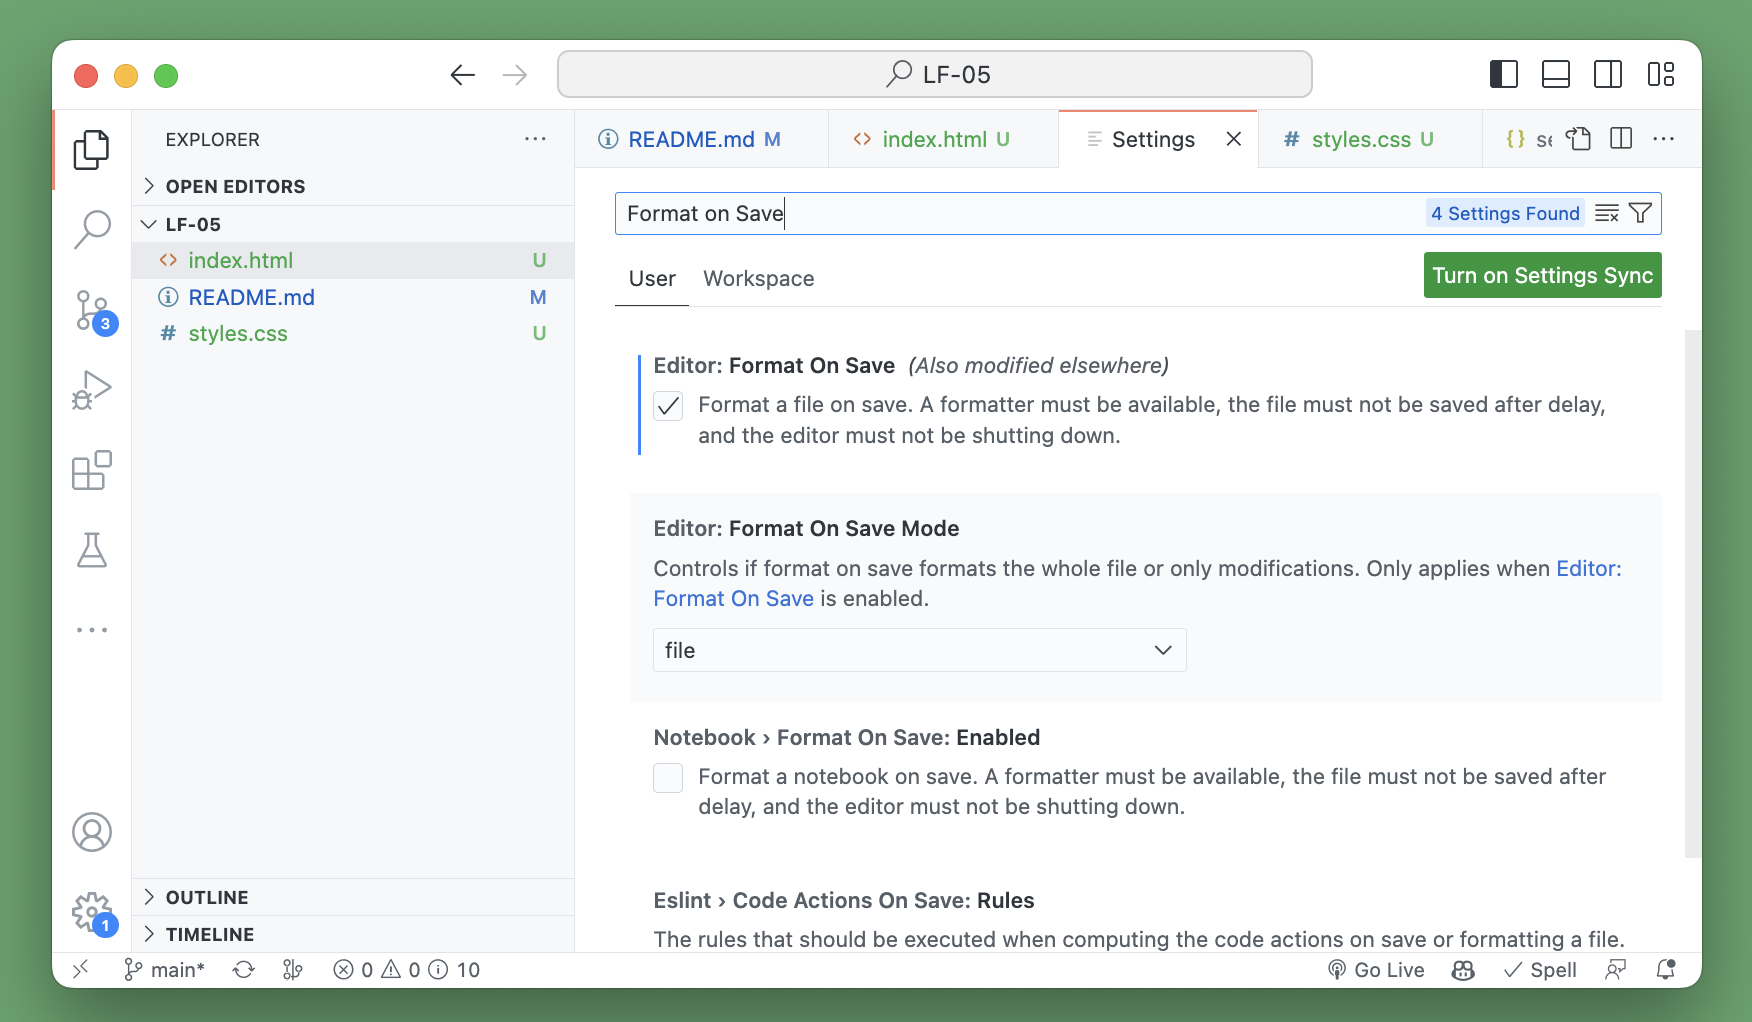 LF-05
EXPLORER
OPEN EDITORS
LF-05
index.html U
README.md M
styles.css U
OUTLINE
TIMELINE
3
1
README.md M
index.html U
Settings
# styles.css U
{} se
Format on Save
4 Settings Found
User
Workspace
Turn on Settings Sync
Editor: Format On Save (Also modified elsewhere)
Format a file on save. A formatter must be available, the file must not be saved after delay,
and the editor must not be shutting down.
Editor: Format On Save Mode
Controls if format on save formats the whole file or only modifications. Only applies when Editor:
Format On Save is enabled.
file
Notebook › Format On Save: Enabled
Format a notebook on save. A formatter must be available, the file must not be saved after
delay, and the editor must not be shutting down.
Eslint › Code Actions On Save: Rules
The rules that should be executed when computing the code actions on save or formatting a file.
main*
0
0
10
Go Live
Spell